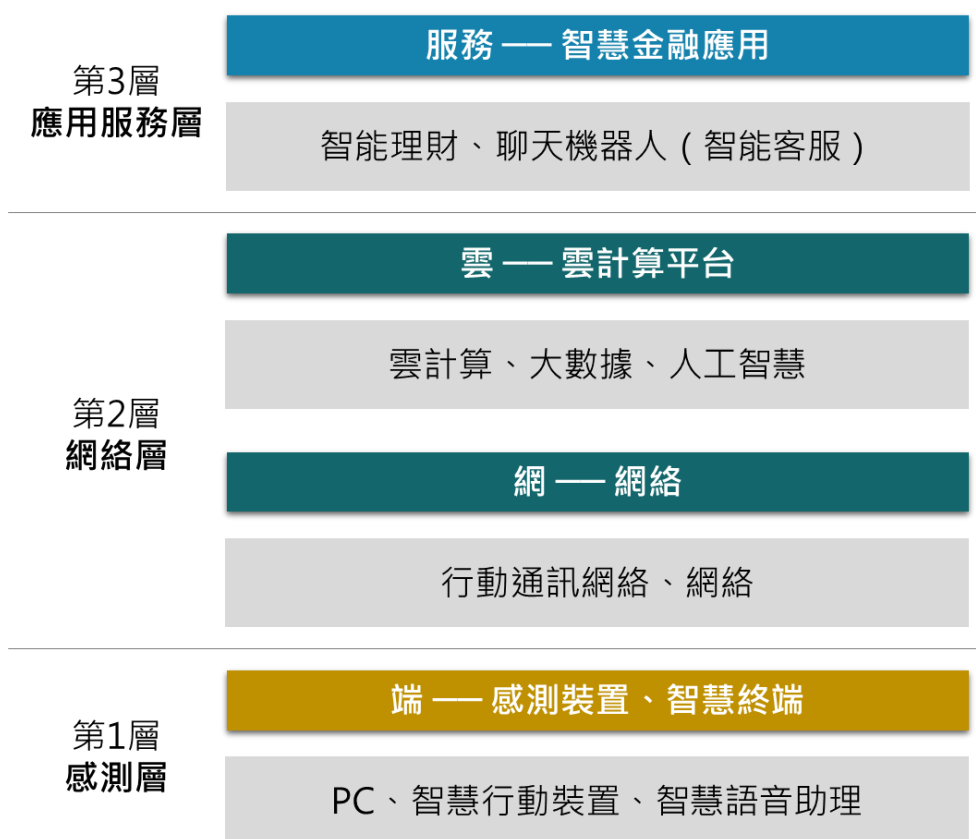 第3層
應用服務層
服務 — 智慧金融應用
智能理財、聊天機器人(智能客服)
第2層
網絡層
雲 — 雲計算平台
雲計算、大數據、人工智慧
網 — 網絡
行動通訊網絡、網絡
第1層
感測層
端 — 感測裝置、智慧終端
PC、智慧行動裝置、智慧語音助理